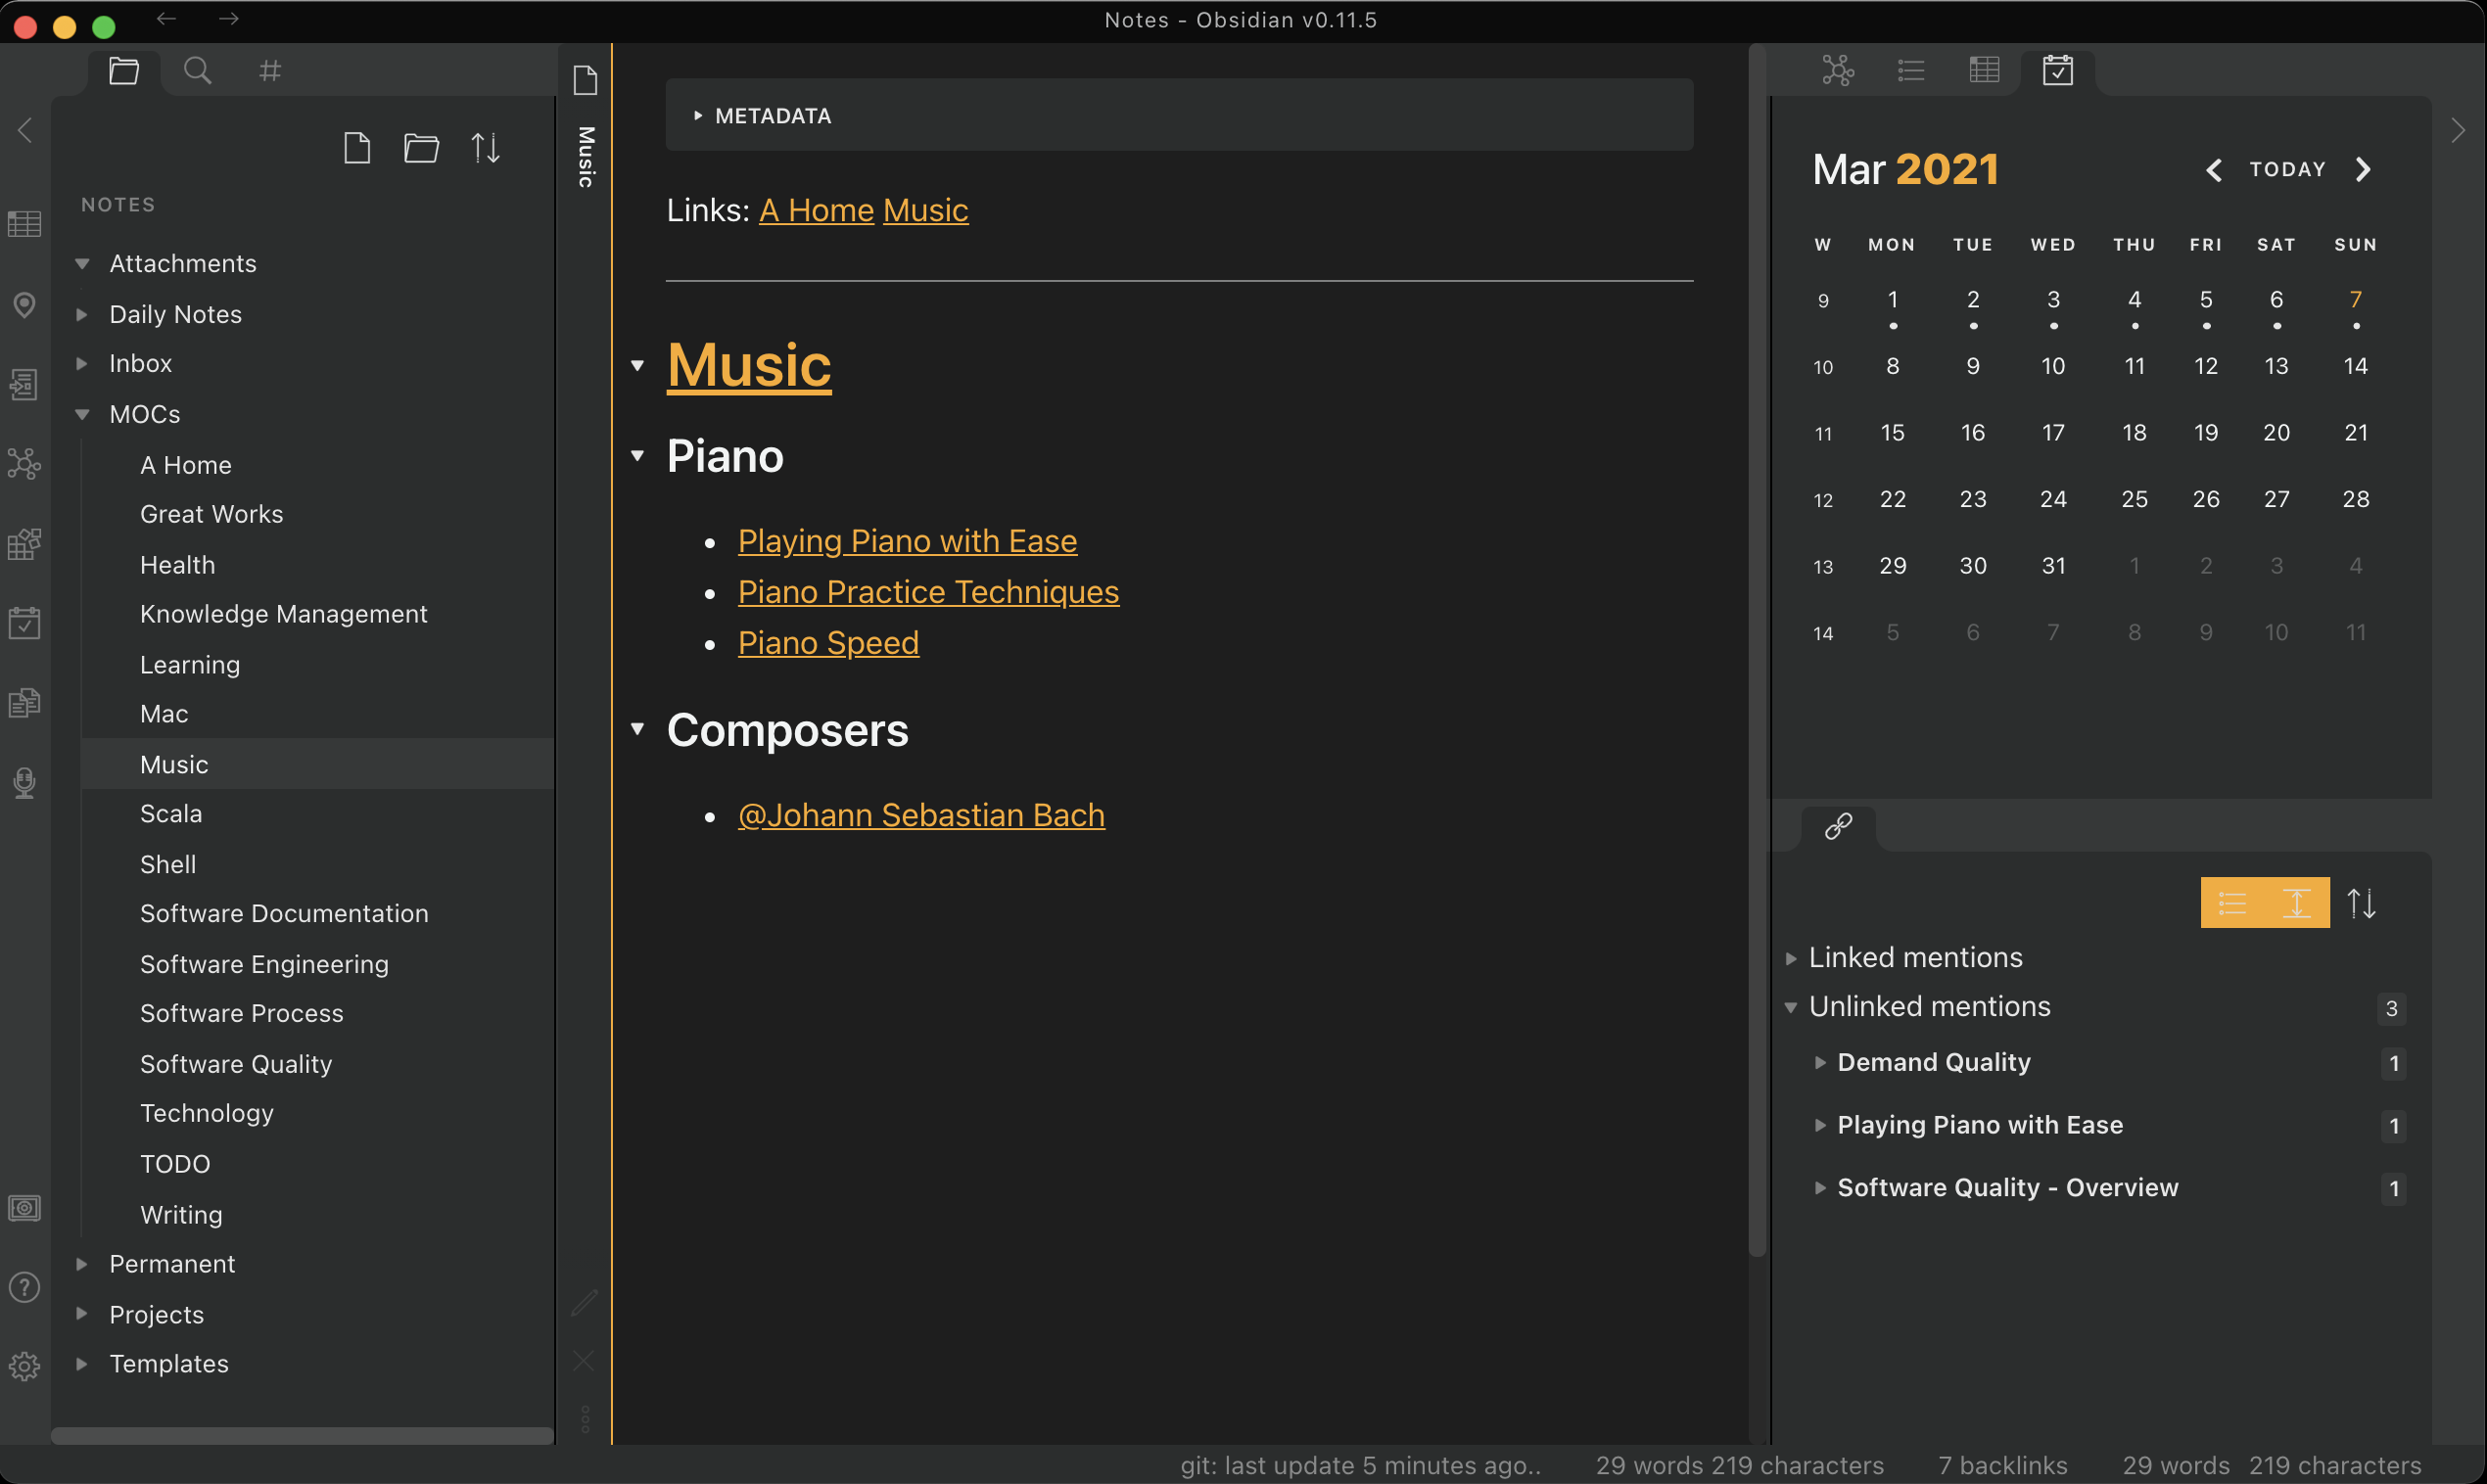 Notes - Obsidian v0.11.5
NOTES
Attachments
Daily Notes
Inbox
MOCs
A Home
Great Works
Health
Knowledge Management
Learning
Mac
Music
Scala
Shell
Software Documentation
Software Engineering
Software Process
Software Quality
Technology
TODO
Writing
Permanent
Projects
Templates
Music
METADATA
Links: A Home Music
Music
Piano
Playing Piano with Ease
Piano Practice Techniques
Piano Speed
Composers
@Johann Sebastian Bach
Mar 2021
TODAY
W MON TUE WED THU FRI SAT SUN
9 1 2 3 4 5 6 7
10 8 9 10 11 12 13 14
11 15 16 17 18 19 20 21
12 22 23 24 25 26 27 28
13 29 30 31 1 2 3 4
14 5 6 7 8 9 10 11
Linked mentions
Unlinked mentions 3
Demand Quality 1
Playing Piano with Ease 1
Software Quality - Overview 1
git: last update 5 minutes ago.. 29 words 219 characters 7 backlinks 29 words 219 characters